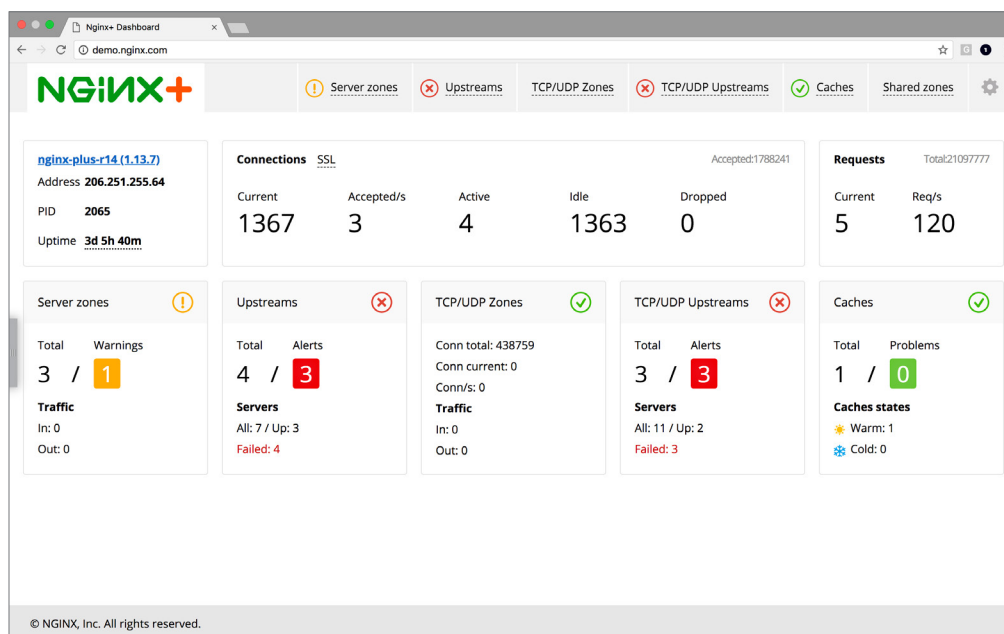 Nginx+ Dashboard
demo.nginx.com
NGINX+
Server zones
Upstreams
TCP/UDP Zones
TCP/UDP Upstreams
Caches
Shared zones
nginx-plus-r14 (1.13.7)
Address 206.251.255.64
PID 2065
Uptime 3d 5h 40m
Connections SSL Accepted:1788241
Current Accepted/s Active Idle Dropped
1367 3 4 1363 0
Requests Total:21097777
Current Req/s
5 120
Server zones
Total Warnings
3 / 1
Traffic
In: 0
Out: 0
Upstreams
Total Alerts
4 / 3
Servers
All: 7 / Up: 3
Failed: 4
TCP/UDP Zones
Conn total: 438759
Conn current: 0
Conn/s: 0
Traffic
In: 0
Out: 0
TCP/UDP Upstreams
Total Alerts
3 / 3
Servers
All: 11 / Up: 2
Failed: 3
Caches
Total Problems
1 / 0
Caches states
Warm: 1
Cold: 0
© NGINX, Inc. All rights reserved.